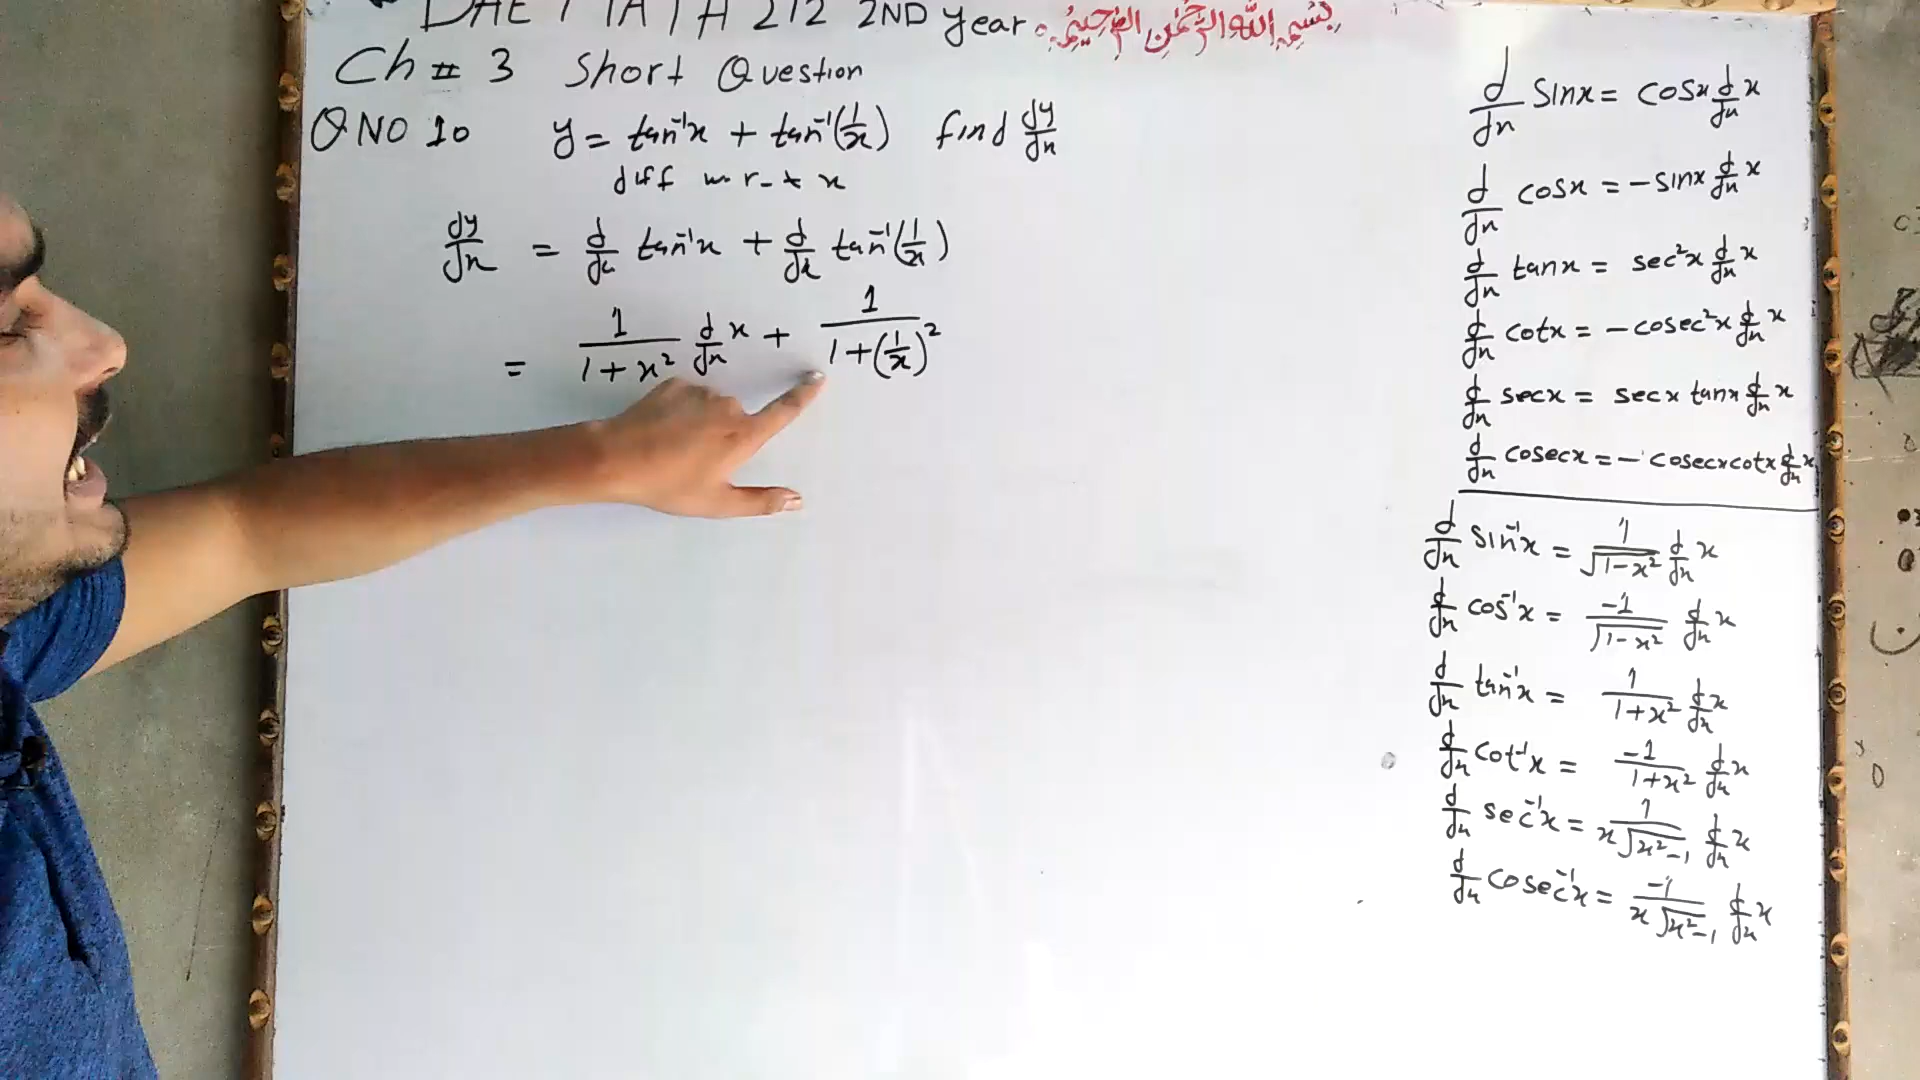 DAE MATH 212 2ND year بسم الله الرحمن الرحيم
Ch # 3 Short Question
Q NO 10 y = tan⁻¹x + tan⁻¹(1/x) find dy/dx
diff w-r-t x
dy/dx = d/dx tan⁻¹x + d/dx tan⁻¹(1/x)
= 1/(1+x²) d/dx x + 1/(1+(1/x)²)
d/dx Sinx = cosx d/dx x
d/dx cosx = -sinx d/dx x
d/dx tanx = sec²x d/dx x
d/dx cotx = -cosec²x d/dx x
d/dx secx = secx tanx d/dx x
d/dx cosecx = -cosecxcotx d/dx x
d/dx sin⁻¹x = 1/√(1-x²) d/dx x
d/dx cos⁻¹x = -1/√(1-x²) d/dx x
d/dx tan⁻¹x = 1/(1+x²) d/dx x
d/dx cot⁻¹x = -1/(1+x²) d/dx x
d/dx sec⁻¹x = 1/(x√(x²-1)) d/dx x
d/dx cosec⁻¹x = -1/(x√(x²-1)) d/dx x